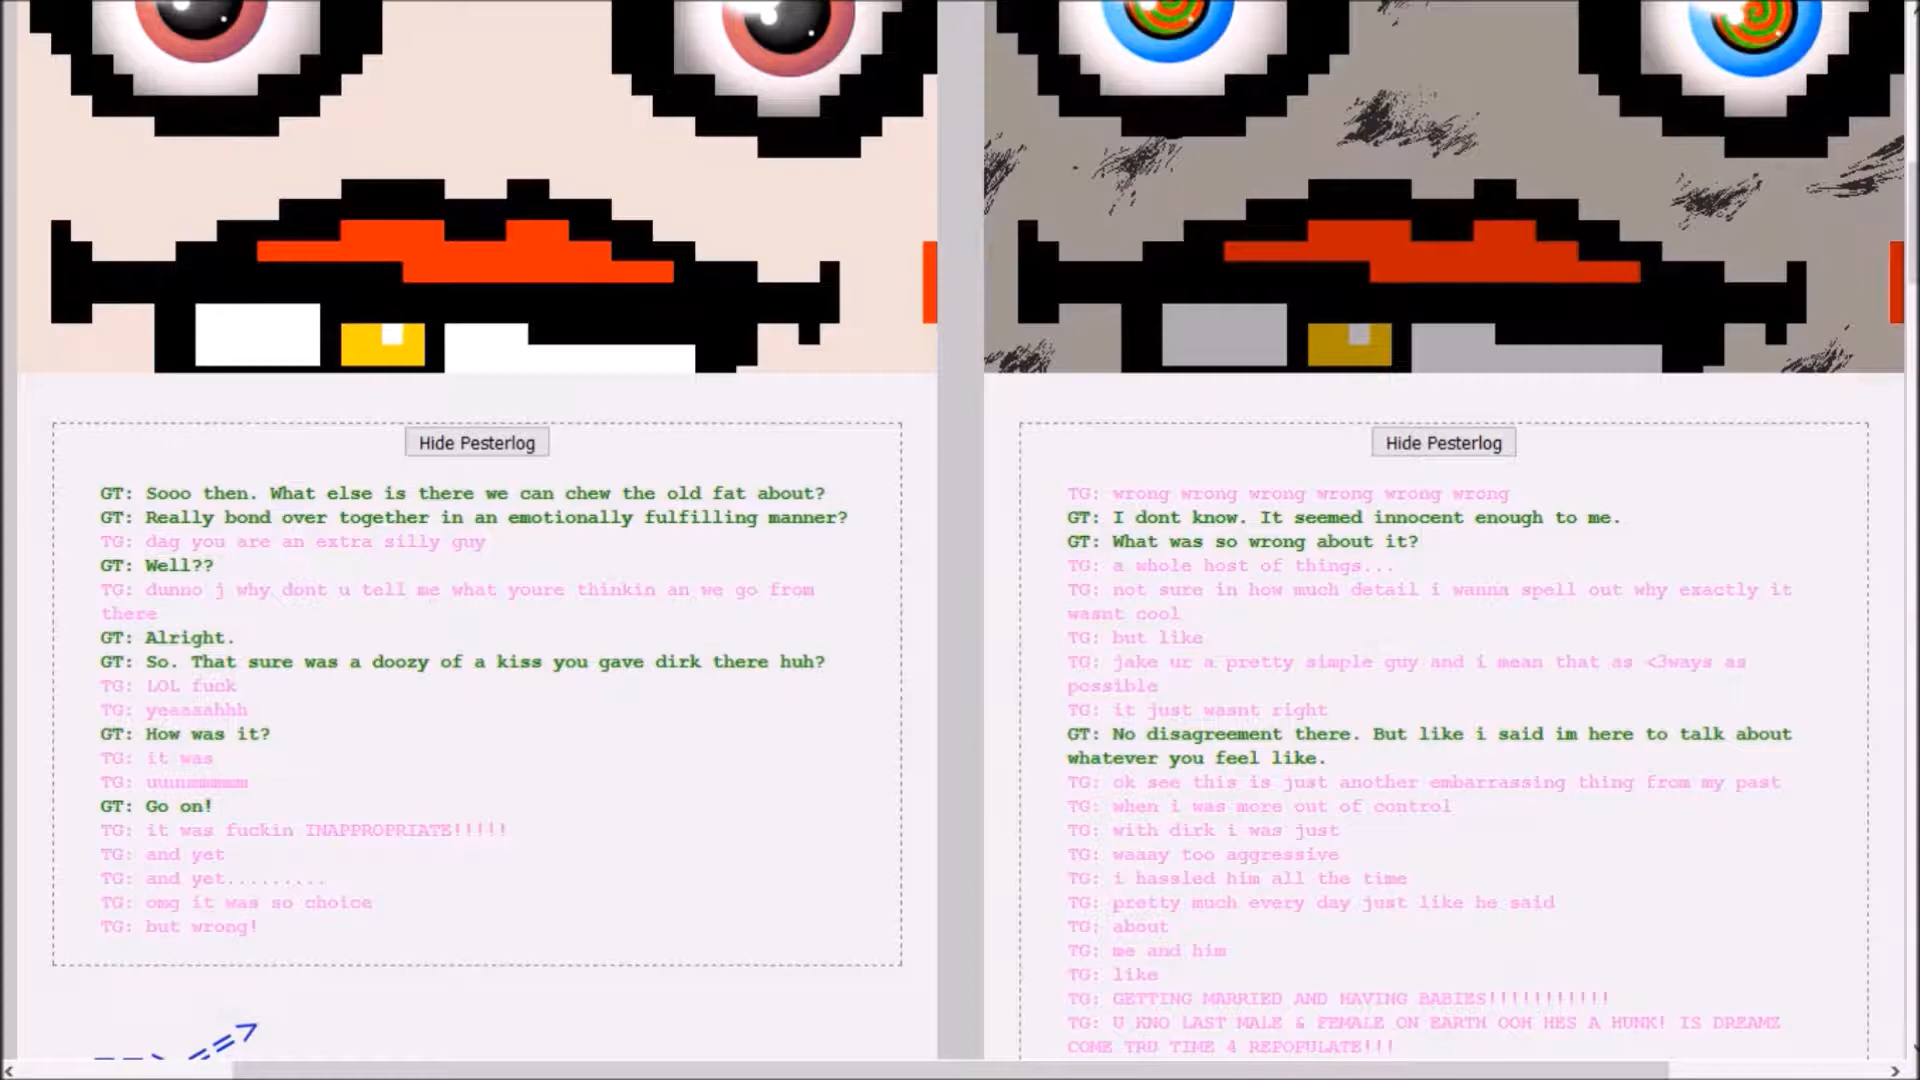 Hide Pesterlog
GT: Sooo then. What else is there we can chew the old fat about?
GT: Really bond over together in an emotionally fulfilling manner?
TG: dag you are an extra silly guy
GT: Well??
TG: dunno j why dont u tell me what youre thinkin an we go from
there
GT: Alright.
GT: So. That sure was a doozy of a kiss you gave dirk there huh?
TG: LOL fuck
TG: yeaaaahhh
GT: How was it?
TG: it was
TG: uunmmmmmm
GT: Go on!
TG: it was fuckin INAPPROPRIATE!!!!!
TG: and yet
TG: and yet.........
TG: omg it was so choice
TG: but wrong!
Hide Pesterlog
TG: wrong wrong wrong wrong wrong wrong
GT: I dont know. It seemed innocent enough to me.
GT: What was so wrong about it?
TG: a whole host of things...
TG: not sure in how much detail i wanna spell out why exactly it
wasnt cool
TG: but like
TG: jake ur a pretty simple guy and i mean that as <3ways as
possible
TG: it just wasnt right
GT: No disagreement there. But like i said im here to talk about
whatever you feel like.
TG: ok see this is just another embarrassing thing from my past
TG: when i was more out of control
TG: with dirk i was just
TG: waaay too aggressive
TG: i hassled him all the time
TG: pretty much every day just like he said
TG: about
TG: me and him
TG: like
TG: GETTING MARRIED AND HAVING BABIES!!!!!!!!!!!
TG: U KNO LAST MALE & FEMALE ON EARTH OOH HES A HUNK! IS DREAMZ
COME TRU TIME 4 REPOPULATE!!!